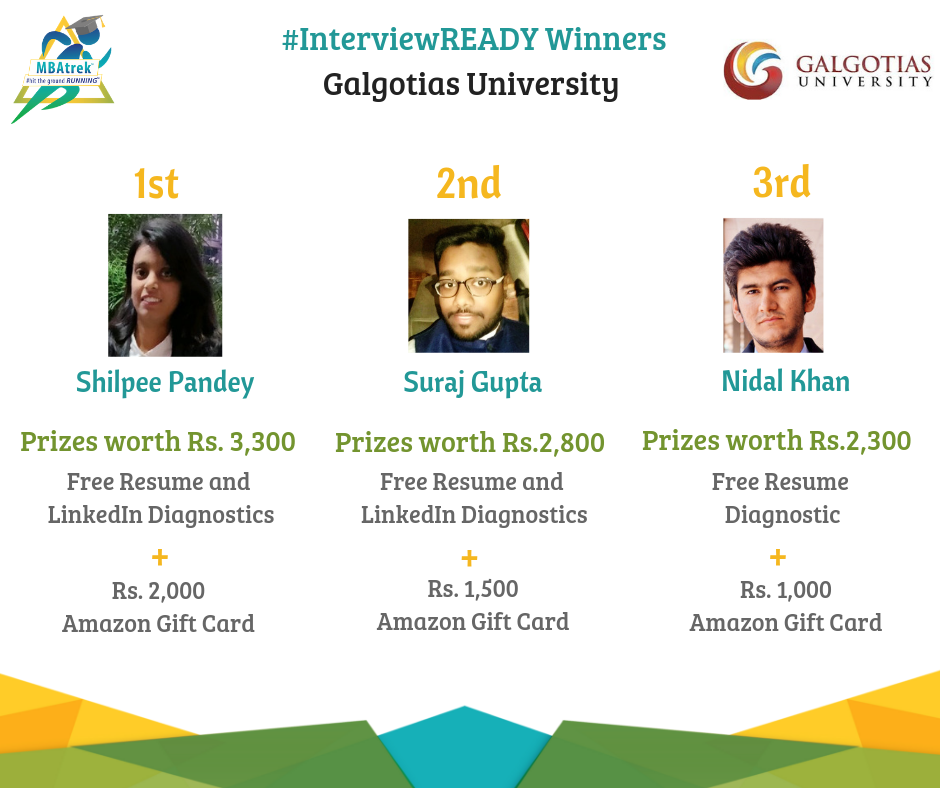 MBAtrek
#hit the ground RUNNING
#InterviewREADY Winners
Galgotias University
GALGOTIAS
UNIVERSITY
1st
2nd
3rd
Shilpee Pandey
Suraj Gupta
Nidal Khan
Prizes worth Rs. 3,300
Free Resume and
LinkedIn Diagnostics
+
Rs. 2,000
Amazon Gift Card
Prizes worth Rs.2,800
Free Resume and
LinkedIn Diagnostics
+
Rs. 1,500
Amazon Gift Card
Prizes worth Rs.2,300
Free Resume
Diagnostic
+
Rs. 1,000
Amazon Gift Card